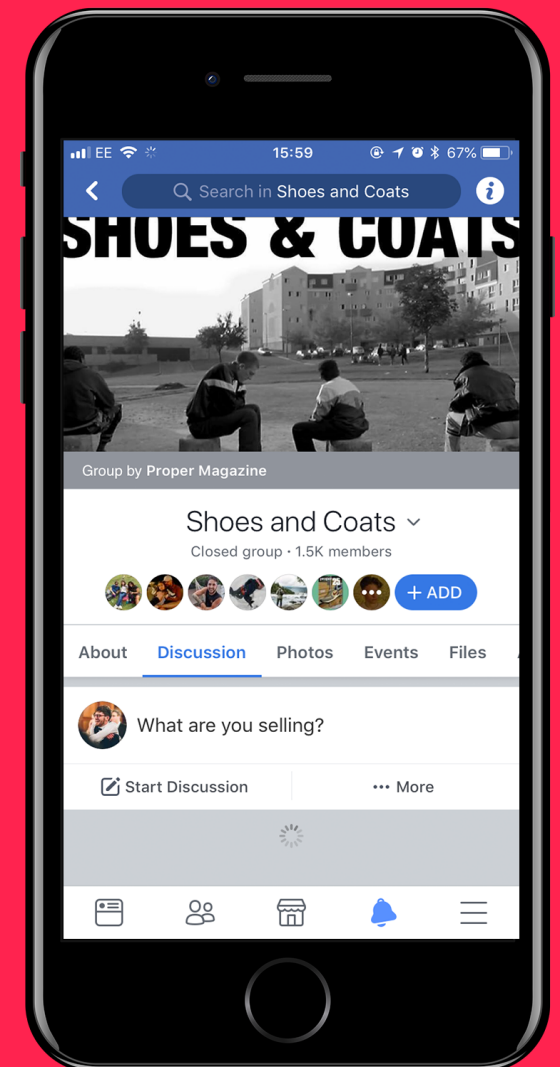 EE 15:59 67%
Search in Shoes and Coats
SHOES & COATS
Group by Proper Magazine
Shoes and Coats
Closed group · 1.5K members
+ ADD
About Discussion Photos Events Files
What are you selling?
Start Discussion ••• More